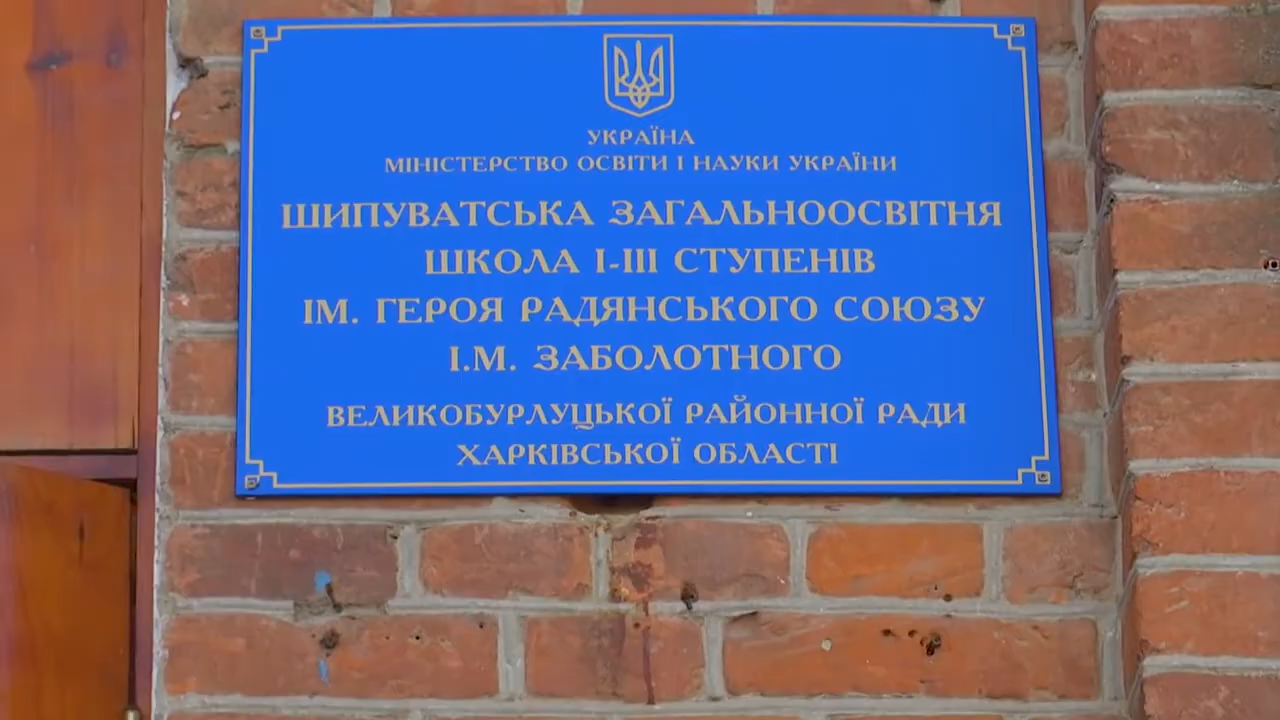 УКРАЇНА
МІНІСТЕРСТВО ОСВІТИ І НАУКИ УКРАЇНИ
ШИПУВАТСЬКА ЗАГАЛЬНООСВІТНЯ
ШКОЛА І-ІІІ СТУПЕНІВ
ІМ. ГЕРОЯ РАДЯНСЬКОГО СОЮЗУ
І.М. ЗАБОЛОТНОГО
ВЕЛИКОБУРЛУЦЬКОЇ РАЙОННОЇ РАДИ
ХАРКІВСЬКОЇ ОБЛАСТІ